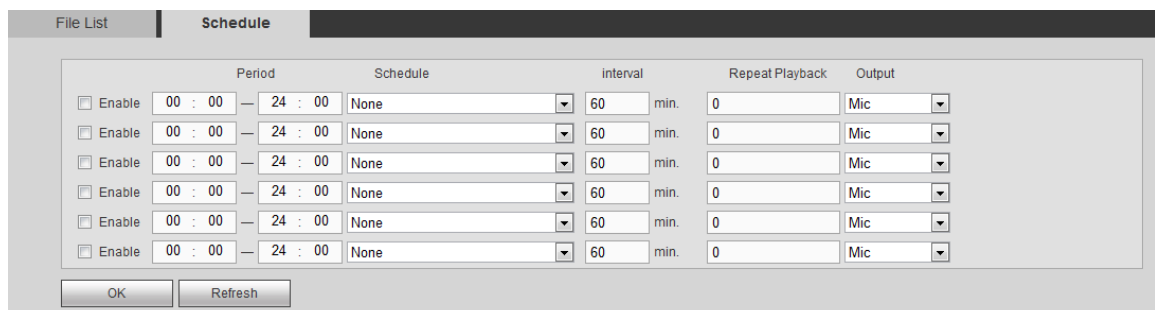 File List Schedule
Period Schedule interval Repeat Playback Output
Enable 00 : 00 — 24 : 00 None 60 min. 0 Mic
Enable 00 : 00 — 24 : 00 None 60 min. 0 Mic
Enable 00 : 00 — 24 : 00 None 60 min. 0 Mic
Enable 00 : 00 — 24 : 00 None 60 min. 0 Mic
Enable 00 : 00 — 24 : 00 None 60 min. 0 Mic
Enable 00 : 00 — 24 : 00 None 60 min. 0 Mic
OK Refresh